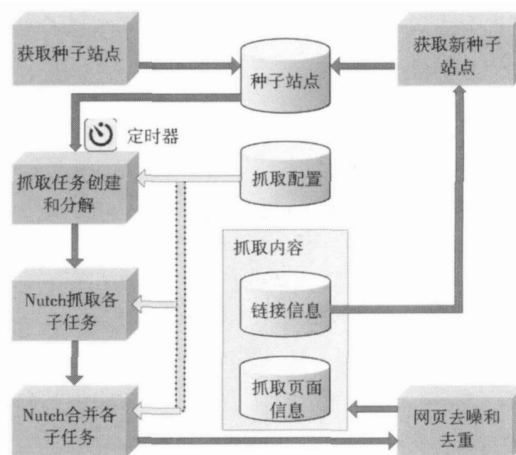 获取种子站点
种子站点
获取新种子
站点
定时器
抓取任务创建
和分解
抓取配置
抓取内容
Nutch抓取各
子任务
链接信息
抓取页面
信息
Nutch合并各
子任务
网页去噪和
去重